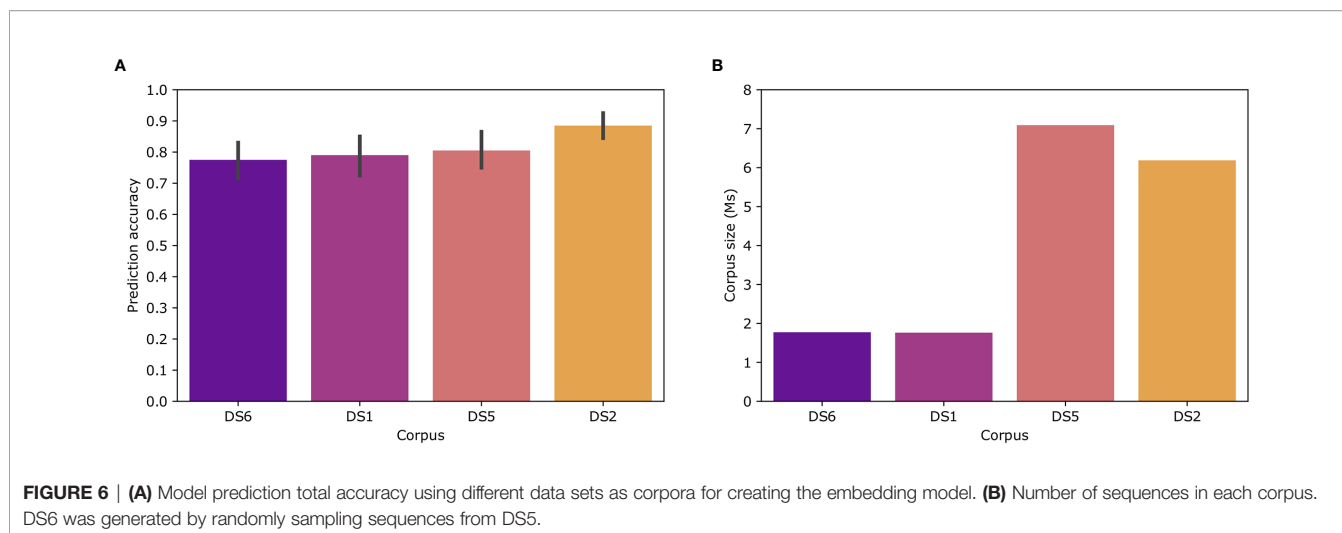 A
1.0
0.9
0.8
0.7
0.6
0.5
0.4
0.3
0.2
0.1
0.0
Prediction accuracy
DS6 DS1 DS5 DS2
Corpus
B
8
7
6
5
4
3
2
1
0
Corpus size (Ms)
DS6 DS1 DS5 DS2
Corpus
FIGURE 6 | (A) Model prediction total accuracy using different data sets as corpora for creating the embedding model. (B) Number of sequences in each corpus.
DS6 was generated by randomly sampling sequences from DS5.